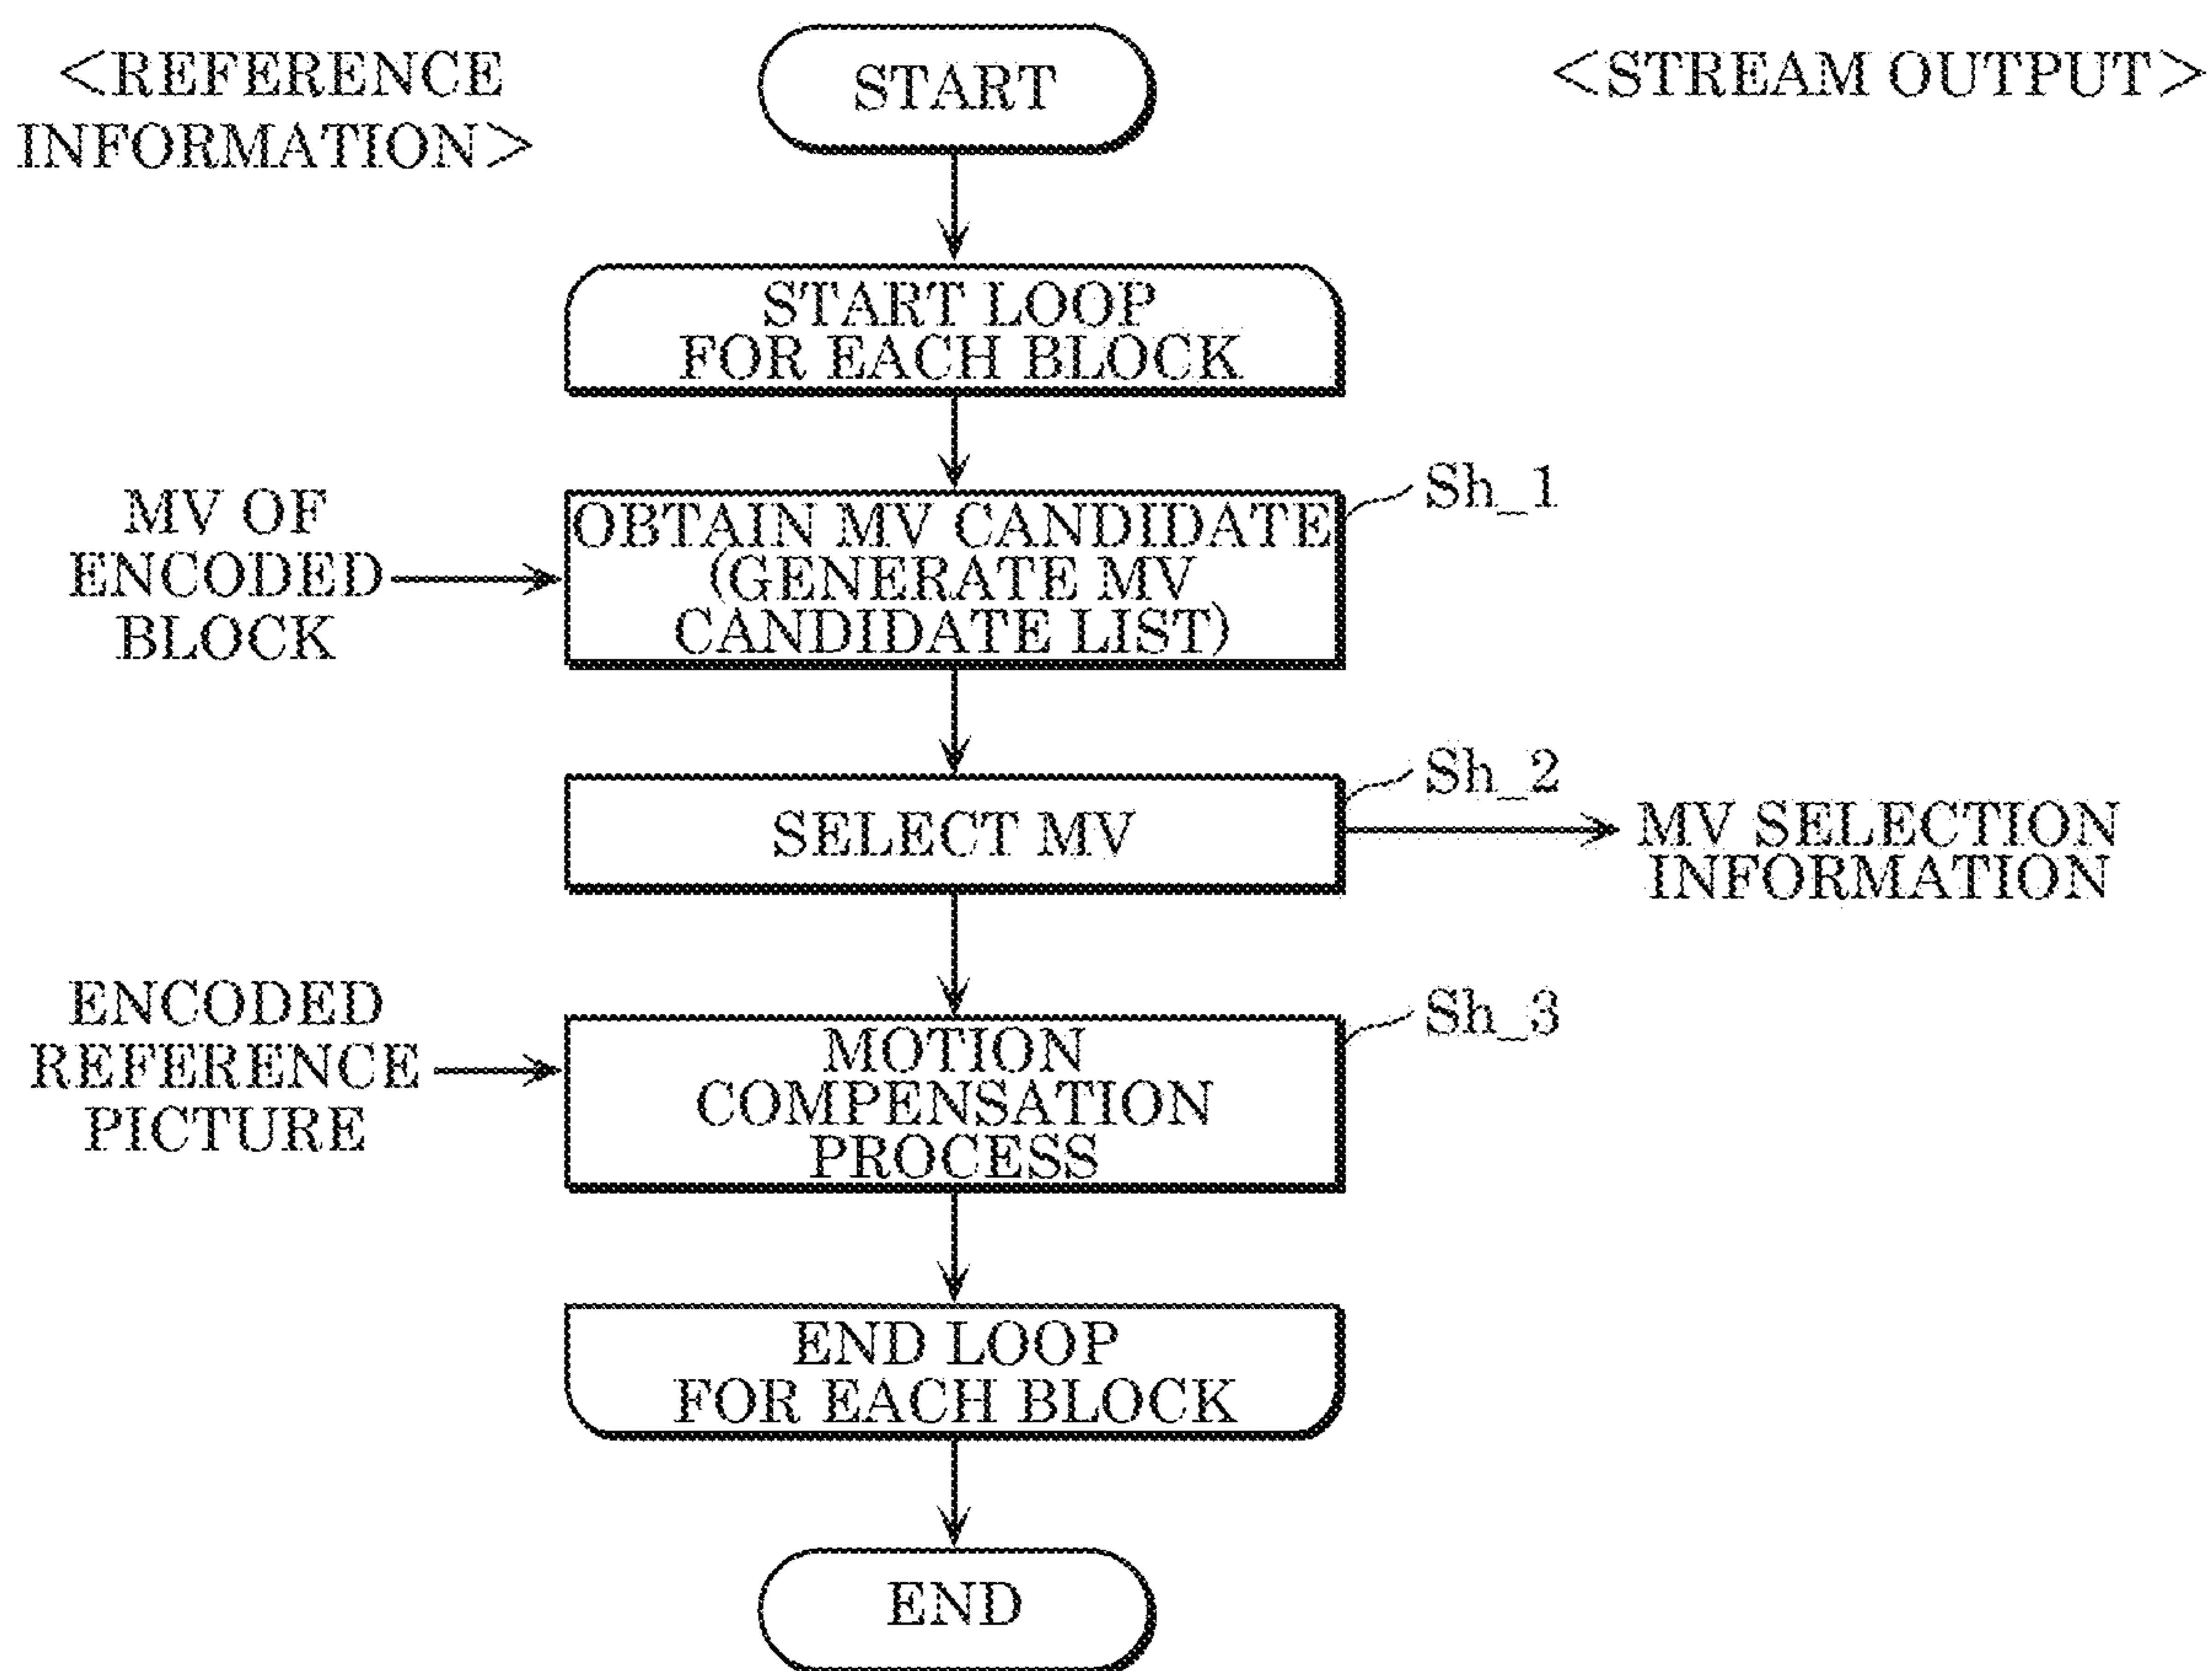 <REFERENCE
INFORMATION>
START
<STREAM OUTPUT>
START LOOP
FOR EACH BLOCK
MV OF
ENCODED
BLOCK
OBTAIN MV CANDIDATE
(GENERATE MV
CANDIDATE LIST)
Sh_1
SELECT MV
Sh_2
MV SELECTION
INFORMATION
ENCODED
REFERENCE
PICTURE
MOTION
COMPENSATION
PROCESS
Sh_3
END LOOP
FOR EACH BLOCK
END